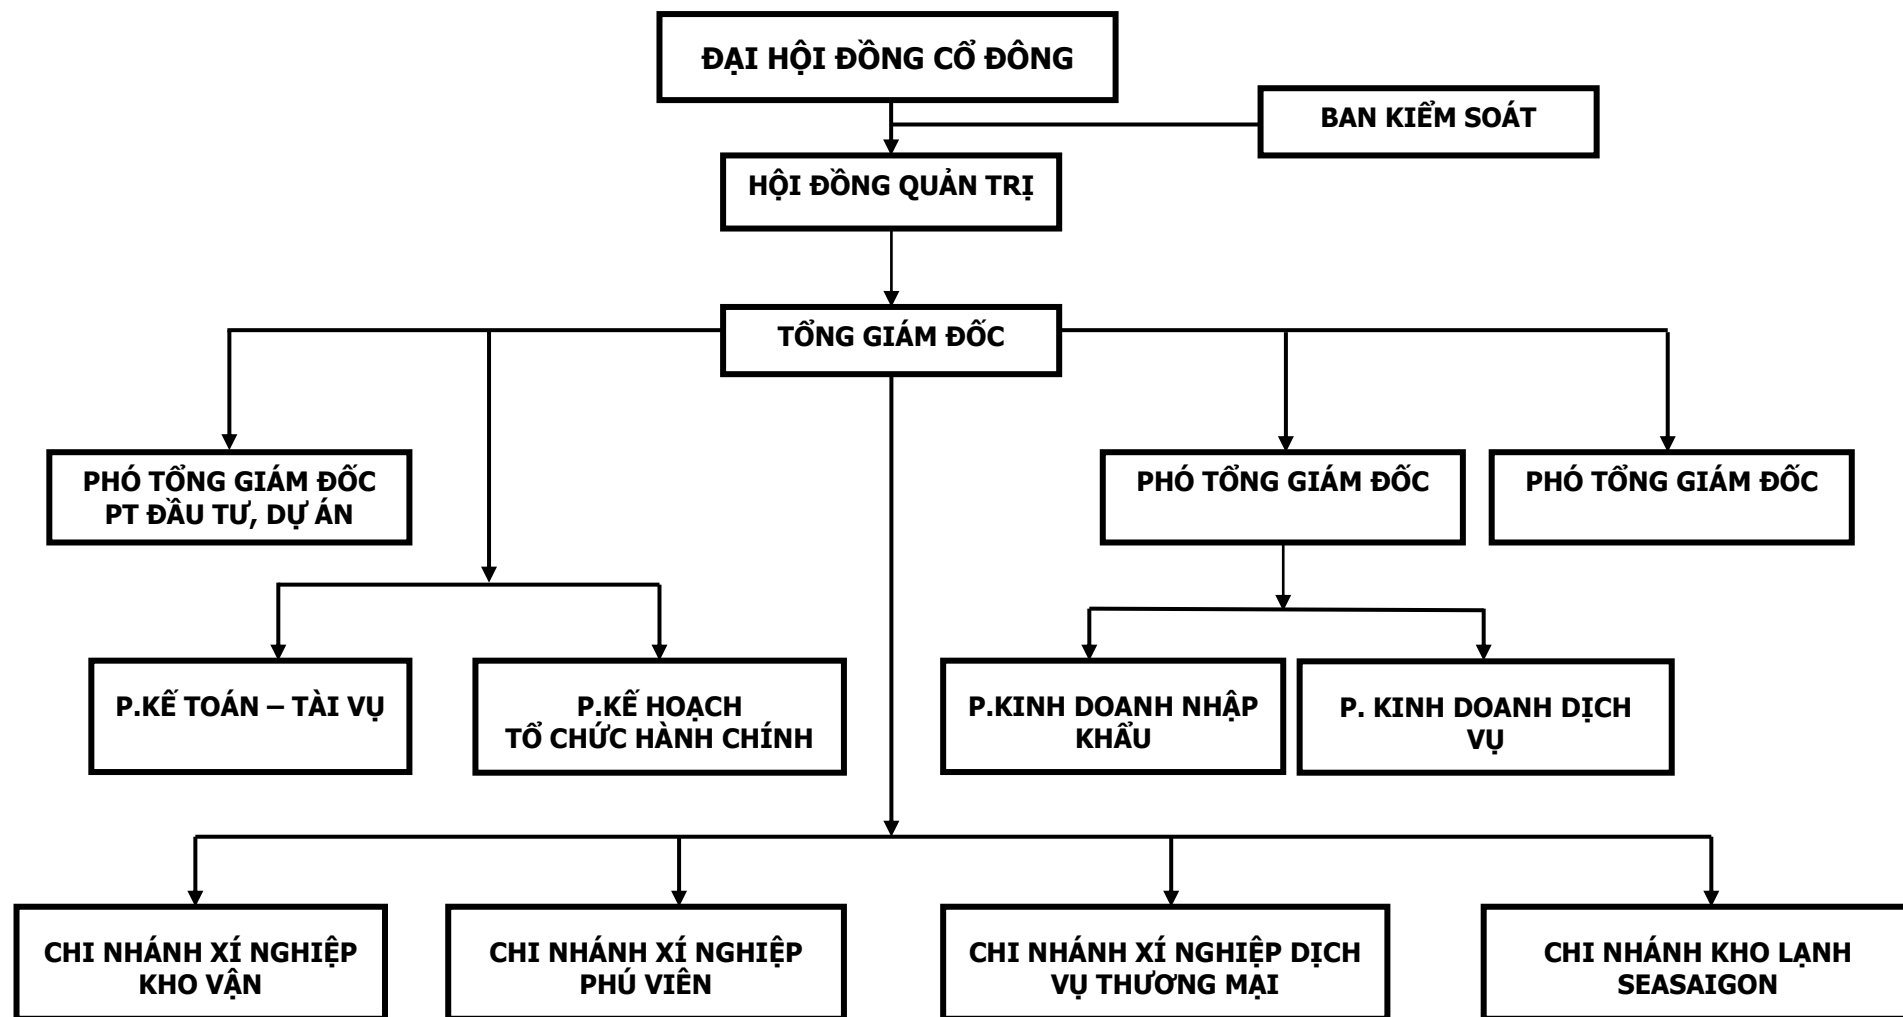 ĐẠI HỘI ĐỒNG CỔ ĐÔNG
BAN KIỂM SOÁT
HỘI ĐỒNG QUẢN TRỊ
TỔNG GIÁM ĐỐC
PHÓ TỔNG GIÁM ĐỐC
PT ĐẦU TƯ, DỰ ÁN
PHÓ TỔNG GIÁM ĐỐC
PHÓ TỔNG GIÁM ĐỐC
P.KẾ TOÁN – TÀI VỤ
P.KẾ HOẠCH
TỔ CHỨC HÀNH CHÍNH
P.KINH DOANH NHẬP
KHẨU
P. KINH DOANH DỊCH
VỤ
CHI NHÁNH XÍ NGHIỆP
KHO VẬN
CHI NHÁNH XÍ NGHIỆP
PHÚ VIÊN
CHI NHÁNH XÍ NGHIỆP DỊCH
VỤ THƯƠNG MẠI
CHI NHÁNH KHO LẠNH
SEASAIGON